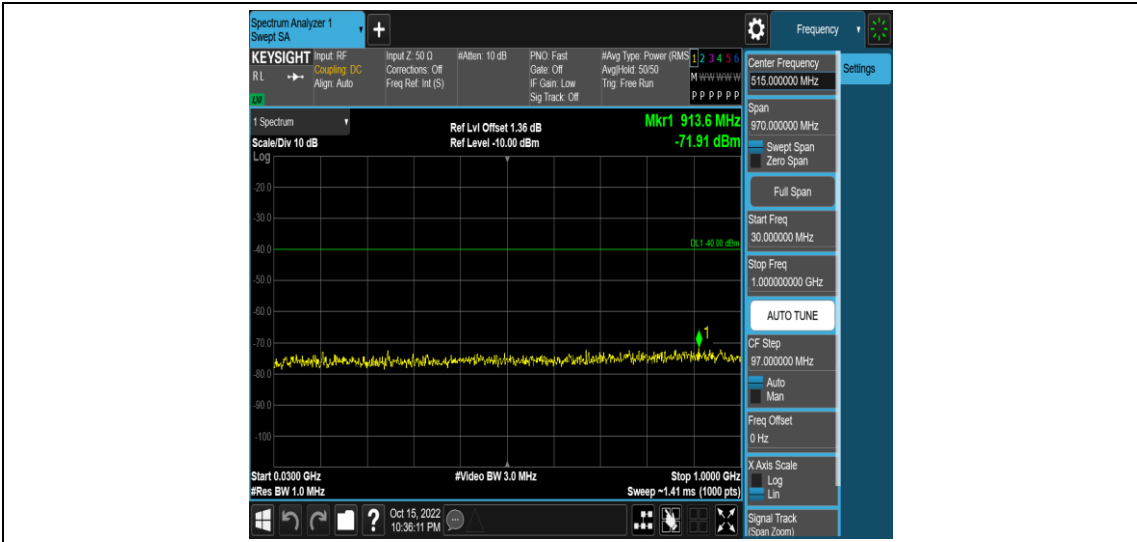 Spectrum Analyzer 1
Swept SA
+
Frequency
KEYSIGHT
RL
LXI
Input: RF
Coupling: DC
Align: Auto
Input Z: 50 Ω
Corrections: Off
Freq Ref: Int (S)
#Atten: 10 dB
PNO: Fast
Gate: Off
IF Gain: Low
Sig Track: Off
#Avg Type: Power (RMS
Avg|Hold: 50/50
Trig: Free Run
1 2 3 4 5 6
M W W W W W
P P P P P P
1 Spectrum
Scale/Div 10 dB
Log
Ref Lvl Offset 1.36 dB
Ref Level -10.00 dBm
Mkr1 913.6 MHz
-71.91 dBm
-20.0
-30.0
DL1 -40.00 dBm
-40.0
-50.0
-60.0
1
-70.0
-80.0
-90.0
-100
Start 0.0300 GHz
#Res BW 1.0 MHz
#Video BW 3.0 MHz
Stop 1.0000 GHz
Sweep ~1.41 ms (1000 pts)
?
Oct 15, 2022
10:36:11 PM
Center Frequency
515.000000 MHz
Settings
Span
970.000000 MHz
Swept Span
Zero Span
Full Span
Start Freq
30.000000 MHz
Stop Freq
1.000000000 GHz
AUTO TUNE
CF Step
97.000000 MHz
Auto
Man
Freq Offset
0 Hz
X Axis Scale
Log
Lin
Signal Track
(Span Zoom)